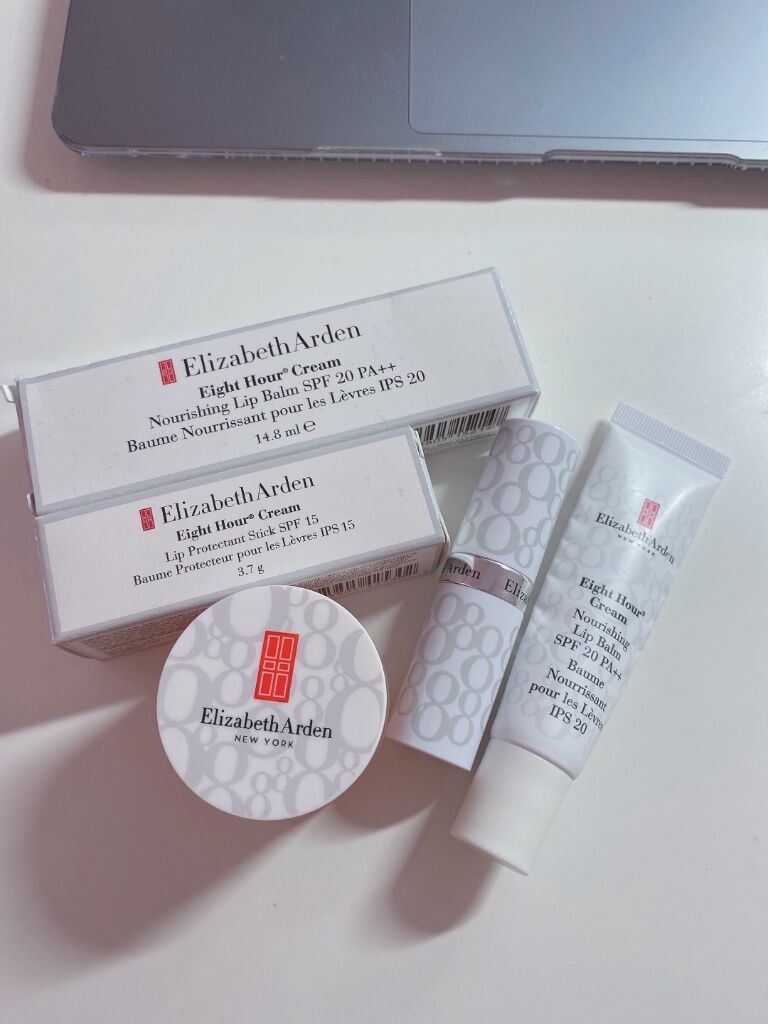 ElizabethArden
Eight Hour® Cream
Nourishing Lip Balm SPF 20 PA++
Baume Nourrissant pour les Lèvres IPS 20
14.8 ml ℮
ElizabethArden
Eight Hour® Cream
Lip Protectant Stick SPF 15
Baume Protecteur pour les Lèvres IPS 15
3.7 g
ElizabethArden
NEW YORK
Arden
ElizabethArden
NEW YORK
Eight Hour®
Cream
Nourishing
Lip Balm
SPF 20 PA++
Baume
Nourrissant
pour les Lèvres
IPS 20